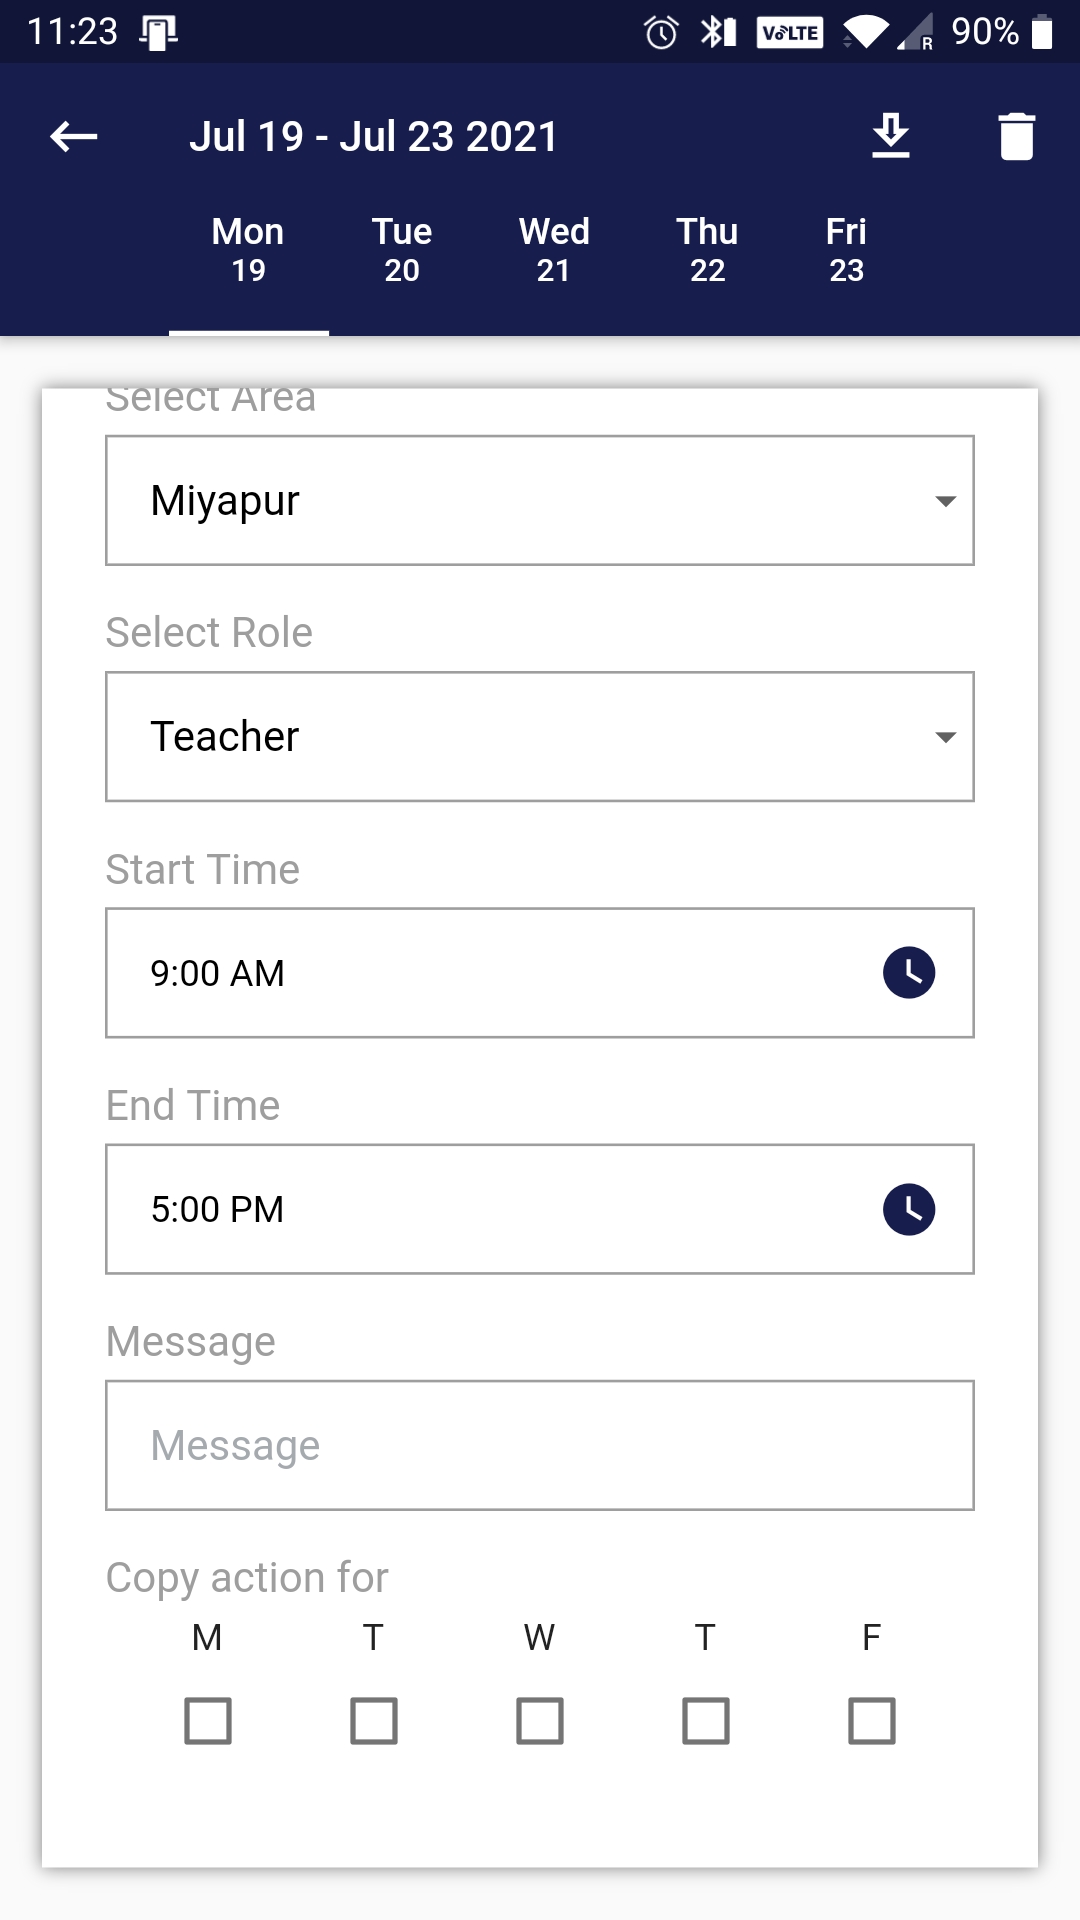 11:23 VoLTE R 90%
Jul 19 - Jul 23 2021
Mon Tue Wed Thu Fri
19 20 21 22 23
Select Area
Miyapur
Select Role
Teacher
Start Time
9:00 AM
End Time
5:00 PM
Message
Message
Copy action for
M T W T F